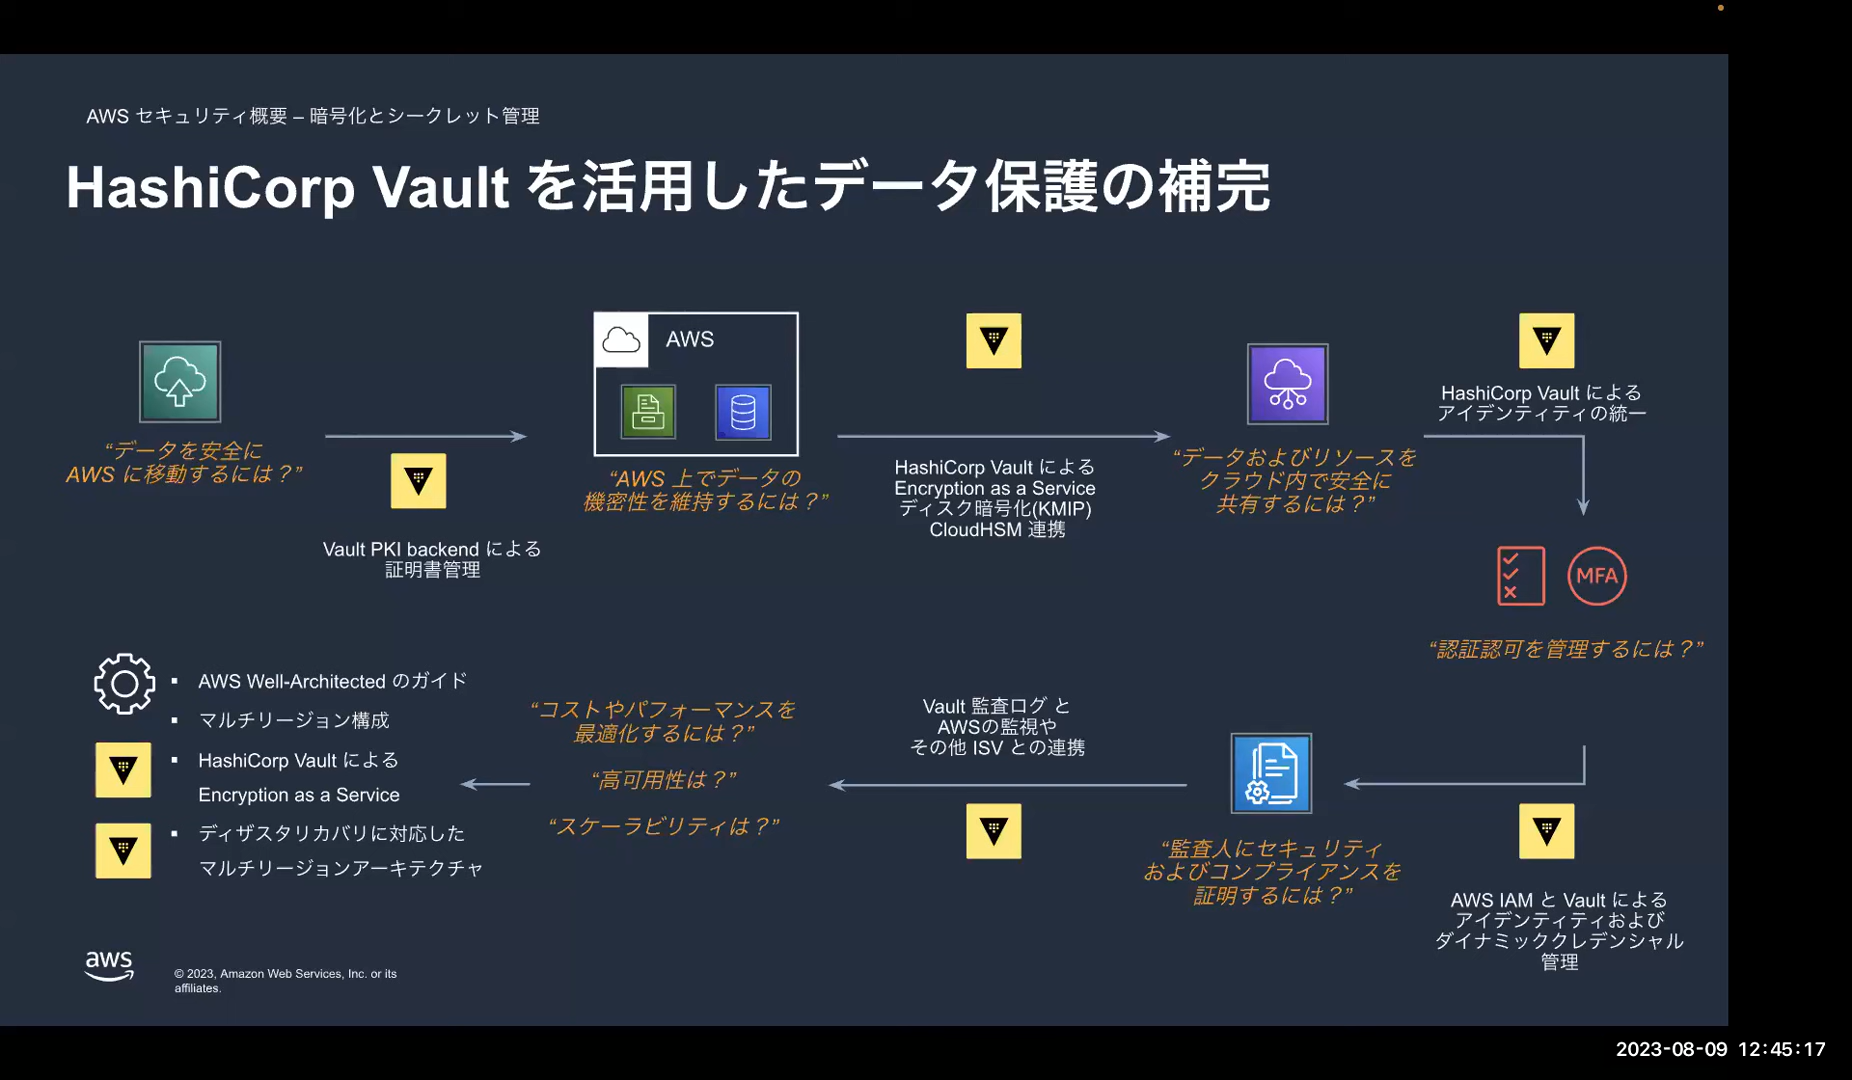 AWS セキュリティ概要 – 暗号化とシークレット管理
HashiCorp Vault を活用したデータ保護の補完
“データを安全に
AWS に移動するには？”
Vault PKI backend による
証明書管理
AWS
“AWS 上でデータの
機密性を維持するには？”
HashiCorp Vault による
Encryption as a Service
ディスク暗号化(KMIP)
CloudHSM 連携
“データおよびリソースを
クラウド内で安全に
共有するには？”
HashiCorp Vault による
アイデンティティの統一
MFA
“認証認可を管理するには？”
AWS IAM と Vault による
アイデンティティおよび
ダイナミッククレデンシャル
管理
“監査人にセキュリティ
およびコンプライアンスを
証明するには？”
Vault 監査ログ と
AWSの監視や
その他 ISV との連携
“コストやパフォーマンスを
最適化するには？”
“高可用性は？”
“スケーラビリティは？”
▪ AWS Well-Architected のガイド
▪ マルチリージョン構成
▪ HashiCorp Vault による
Encryption as a Service
▪ ディザスタリカバリに対応した
マルチリージョンアーキテクチャ
aws
© 2023, Amazon Web Services, Inc. or its
affiliates.
2023-08-09 12:45:17